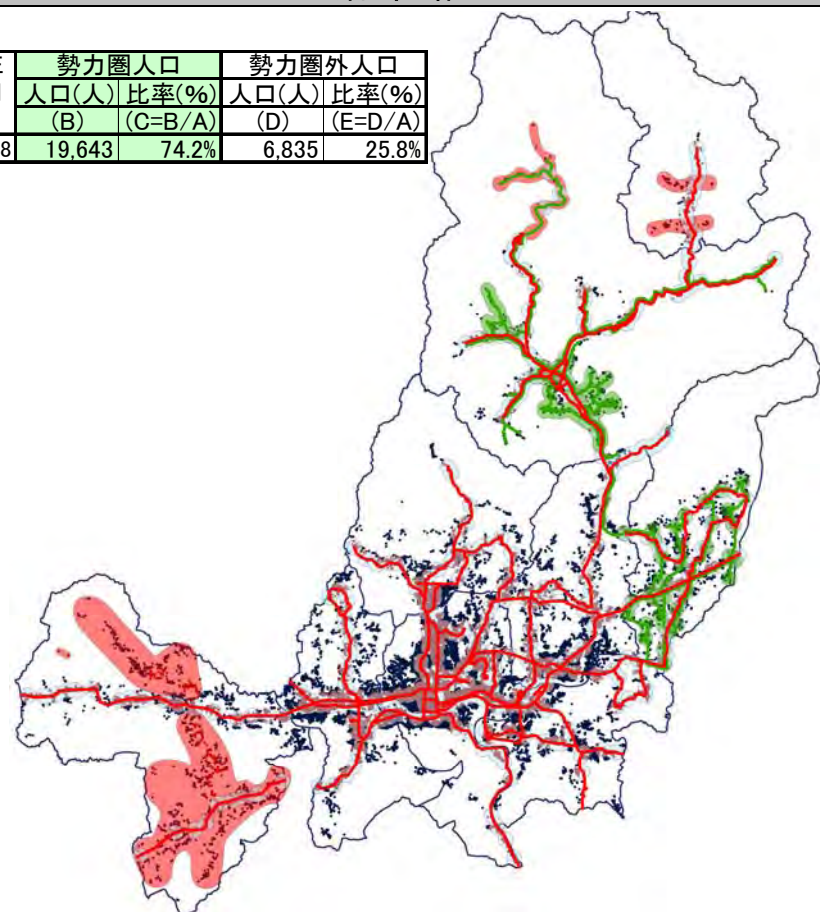 勢力圏人口 勢力圏外人口
人口(人) 比率(%) 人口(人) 比率(%)
(B) (C=B/A) (D) (E=D/A)
8 19,643 74.2% 6,835 25.8%